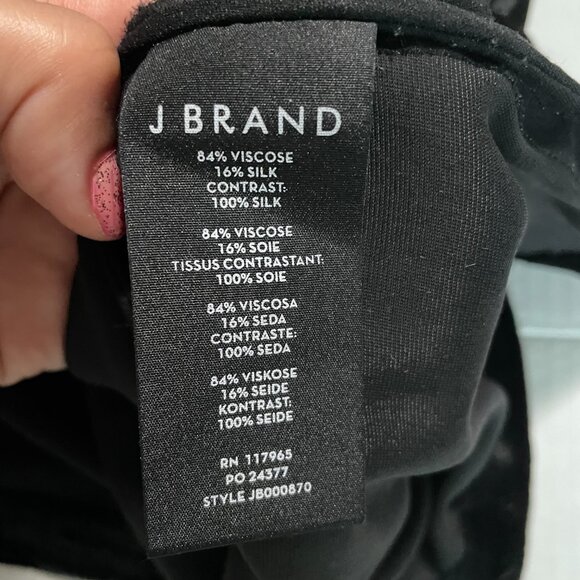 J BRAND
84% VISCOSE
16% SILK
CONTRAST:
100% SILK
84% VISCOSE
16% SOIE
TISSUS CONTRASTANT:
100% SOIE
84% VISCOSA
16% SEDA
CONTRASTE:
100% SEDA
84% VISKOSE
16% SEIDE
KONTRAST:
100% SEIDE
RN 117965
PO 24377
STYLE JB000870